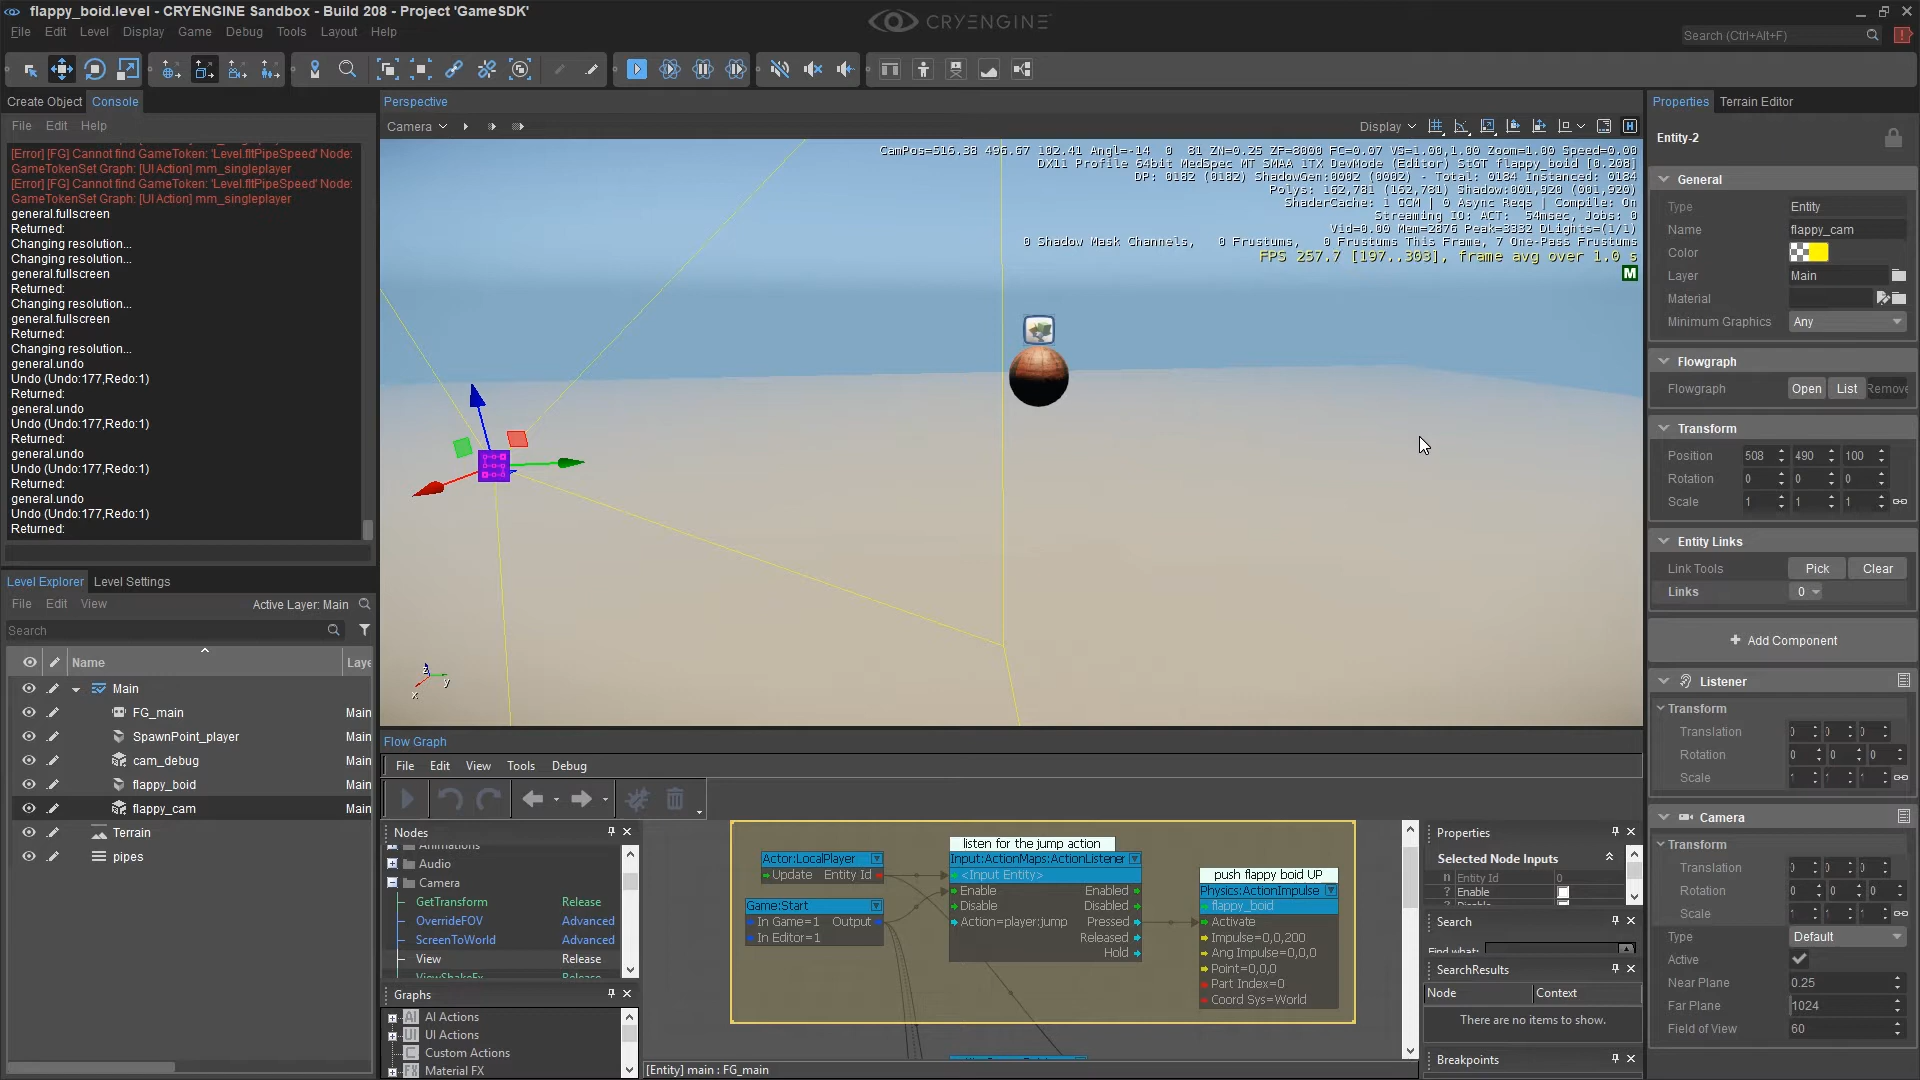 flappy_boid.level - CRYENGINE Sandbox - Build 208 - Project 'GameSDK'
CRYENGINE
File Edit Level Display Game Debug Tools Layout Help
Search (Ctrl+Alt+F)
Create Object Console
File Edit Help
[Error] [FG] Cannot find GameToken: 'Level.fltPipeSpeed' Node:
GameTokenSet Graph: [UI Action] mm_singleplayer
[Error] [FG] Cannot find GameToken: 'Level.fltPipeSpeed' Node:
GameTokenSet Graph: [UI Action] mm_singleplayer
general.fullscreen
Returned:
Changing resolution...
Changing resolution...
general.fullscreen
Returned:
Changing resolution...
general.fullscreen
Returned:
Changing resolution...
general.undo
Undo (Undo:177,Redo:1)
Returned:
general.undo
Undo (Undo:177,Redo:1)
Returned:
general.undo
Undo (Undo:177,Redo:1)
Returned:
general.undo
Undo (Undo:177,Redo:1)
Returned:
Level Explorer Level Settings
File Edit View
Active Layer: Main
Search
Name Laye
Main
FG_main Main
SpawnPoint_player Main
cam_debug Main
flappy_boid Main
flappy_cam Main
Terrain
pipes
Perspective
Camera
Display
CamPos=516.38 496.67 102.41 Angl=-14 0 81 ZN=0.25 ZF=8000 FC=0.07 VS=1.00,1.00 Zoom=1.00 Speed=0.00
DX11 Profile 64bit MedSpec MT SMAA 1TX DevMode (Editor) StGT flappy_boid [0.208]
DP: 0182 (0182) ShadowGen:0002 (0002) - Total: 0184 Instanced: 0184
Polys: 162,781 (162,781) Shadow:001,920 (001,920)
ShaderCache: 1 GCM | 0 Async Reqs | Compile: On
Streaming IO: ACT: 54msec, Jobs: 0
Vid=0.00 Mem=2876 Peak=3332 DLights=(1/1)
0 Shadow Mask Channels, 0 Frustums, 0 Frustums This Frame, 7 One-Pass Frustums
FPS 257.7 [197..303], frame avg over 1.0 s
M
z
x y
Flow Graph
File Edit View Tools Debug
Nodes
Animations
Audio
Camera
GetTransform Release
OverrideFOV Advanced
ScreenToWorld Advanced
View Release
ViewShakeEx Release
Graphs
AI Actions
UI Actions
Custom Actions
Material FX
Actor:LocalPlayer
Update Entity Id
Game:Start
In Game=1 Output
In Editor=1
listen for the jump action
Input:ActionMaps:ActionListener
<Input Entity>
Enable Enabled
Disable Disabled
Action=player:jump Pressed
Released
Hold
push flappy boid UP
Physics:ActionImpulse
flappy_boid
Activate
Impulse=0,0,200
Ang Impulse=0,0,0
Point=0,0,0
Part Index=0
Coord Sys=World
[Entity] main : FG_main
Properties
Selected Node Inputs
Entity Id 0
Enable
Search
Find what:
SearchResults
Node Context
There are no items to show.
Breakpoints
Properties Terrain Editor
Entity-2
General
Type Entity
Name flappy_cam
Color
Layer Main
Material
Minimum Graphics Any
Flowgraph
Flowgraph Open List Remove
Transform
Position 508 490 100
Rotation 0 0 0
Scale 1 1 1
Entity Links
Link Tools Pick Clear
Links 0
Add Component
Listener
Transform
Translation 0 0 0
Rotation 0 0 0
Scale 1 1 1
Camera
Transform
Translation 0 0 0
Rotation 0 0 0
Scale 1 1 1
Type Default
Active
Near Plane 0.25
Far Plane 1024
Field of View 60